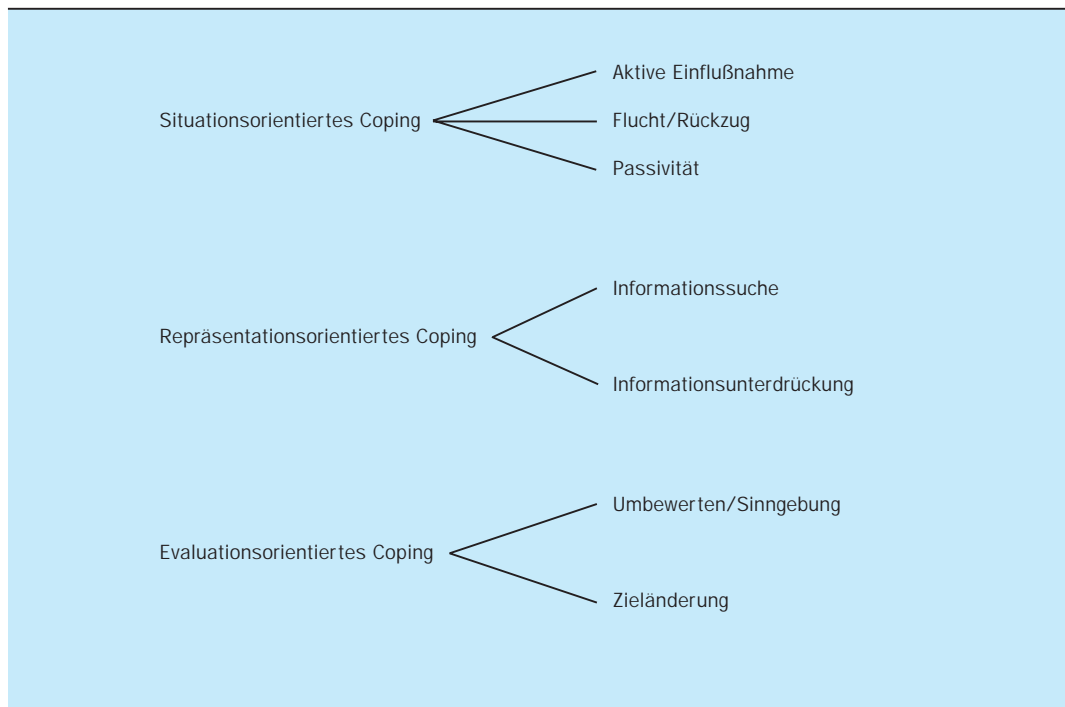 Aktive Einflußnahme
Situationsorientiertes Coping
Flucht/Rückzug
Passivität
Informationssuche
Repräsentationsorientiertes Coping
Informationsunterdrückung
Umbewerten/Sinngebung
Evaluationsorientiertes Coping
Zieländerung